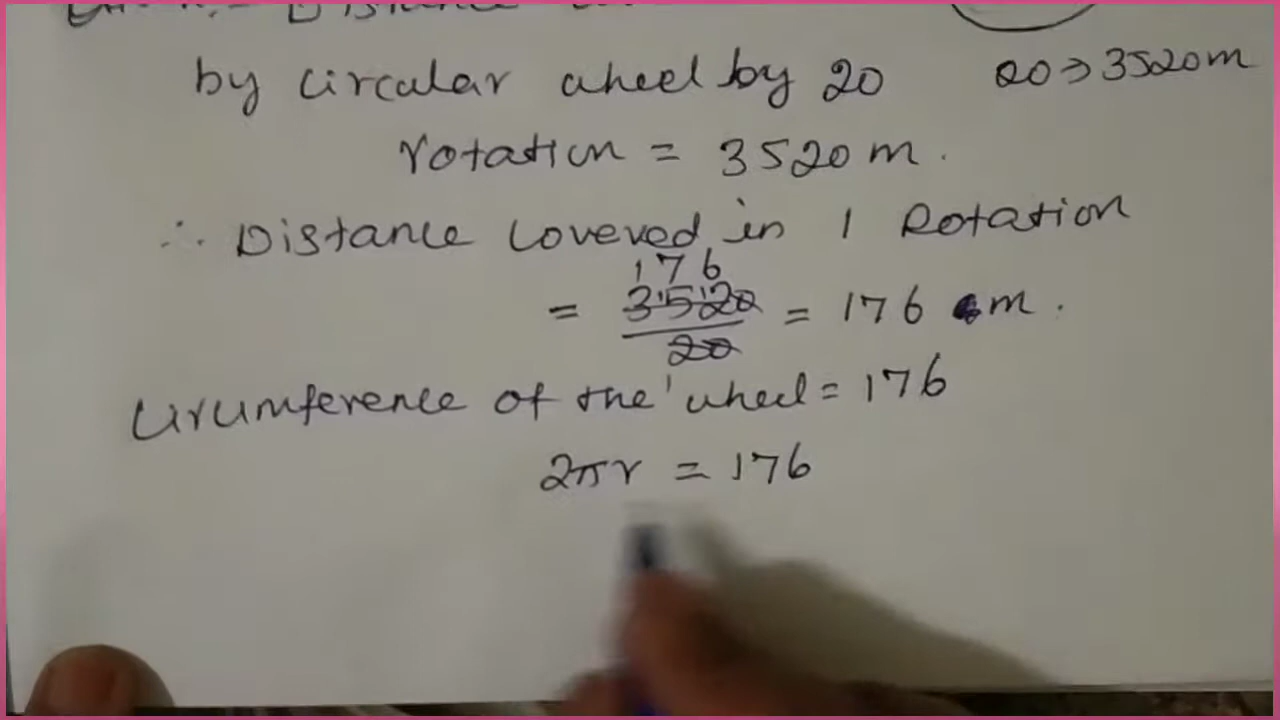 Distance
by circular wheel by 20 20 ⇒ 3520m
rotation = 3520 m.
∴ Distance covered in 1 Rotation
176
= 3520/20 = 176 m.
Circumference of the wheel = 176
2πr = 176